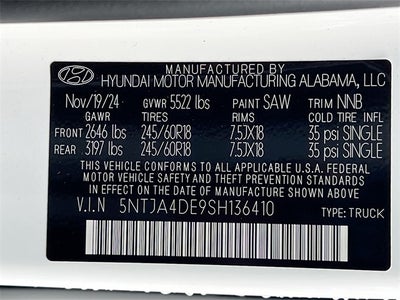 MANUFACTURED BY
HYUNDAI MOTOR MANUFACTURING ALABAMA, LLC
Nov/19/24 GVWR 5522 lbs PAINT SAW TRIM NNB
GAWR TIRES RIMS COLD TIRE INFL
FRONT 2646 lbs 245/60R18 7.5JX18 35 psi SINGLE
REAR 3197 lbs 245/60R18 7.5JX18 35 psi SINGLE
THIS VEHICLE CONFORMS TO ALL APPLICABLE U.S.A FEDERAL
MOTOR VEHICLE SAFETY, BUMPER, AND THEFT PREVENTION
STANDARDS IN EFFECT ON THE DATE OF MANUFACTURE SHOWN ABOVE
V.I.N 5NTJA4DE9SH136410
TYPE: TRUCK